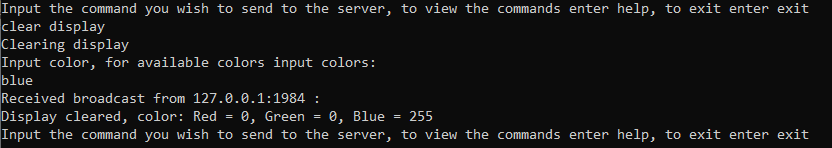 Input the command you wish to send to the server, to view the commands enter help, to exit enter exit
clear display
Clearing display
Input color, for available colors input colors:
blue
Received broadcast from 127.0.0.1:1984 :
Display cleared, color: Red = 0, Green = 0, Blue = 255
Input the command you wish to send to the server, to view the commands enter help, to exit enter exit